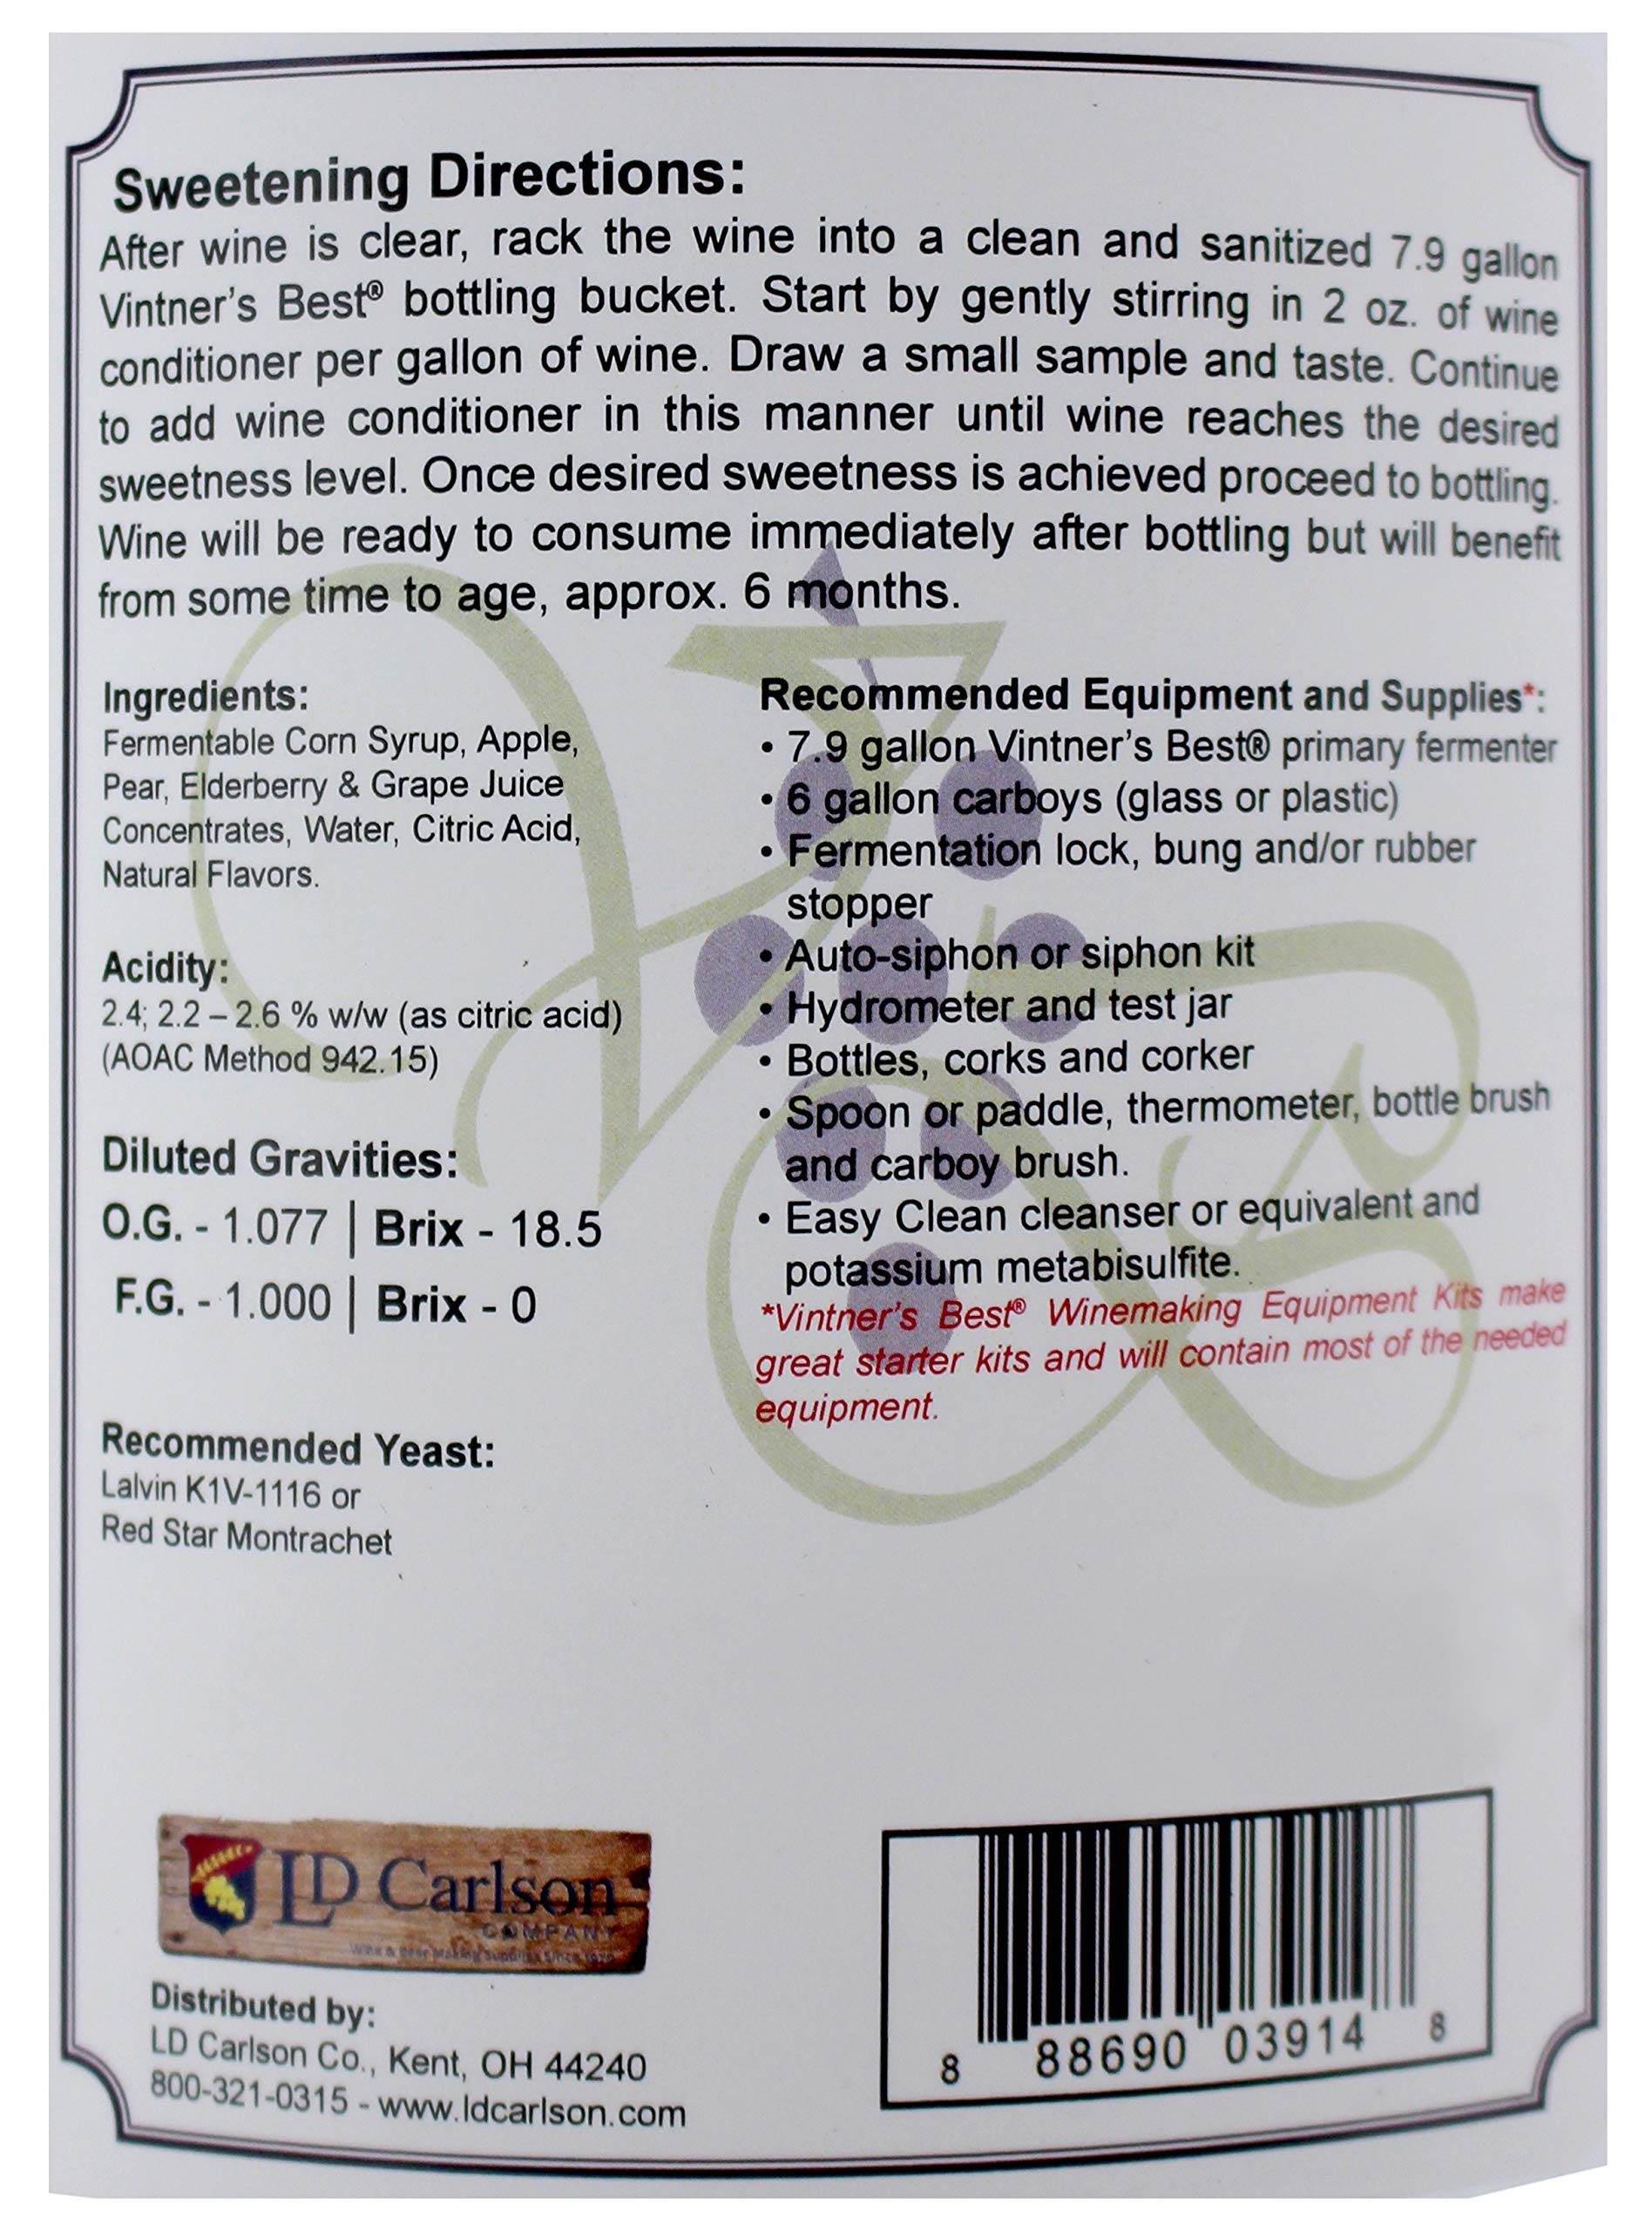 Sweetening Directions:
After wine is clear, rack the wine into a clean and sanitized 7.9 gallon
Vintner's Best® bottling bucket. Start by gently stirring in 2 oz. of wine
conditioner per gallon of wine. Draw a small sample and taste. Continue
to add wine conditioner in this manner until wine reaches the desired
sweetness level. Once desired sweetness is achieved proceed to bottling.
Wine will be ready to consume immediately after bottling but will benefit
from some time to age, approx. 6 months.
Ingredients:
Fermentable Corn Syrup, Apple,
Pear, Elderberry & Grape Juice
Concentrates, Water, Citric Acid,
Natural Flavors.
Acidity:
2.4; 2.2 – 2.6 % w/w (as citric acid)
(AOAC Method 942.15)
Diluted Gravities:
O.G. - 1.077 | Brix - 18.5
F.G. - 1.000 | Brix - 0
Recommended Yeast:
Lalvin K1V-1116 or
Red Star Montrachet
Recommended Equipment and Supplies*:
• 7.9 gallon Vintner's Best® primary fermenter
• 6 gallon carboys (glass or plastic)
• Fermentation lock, bung and/or rubber
stopper
• Auto-siphon or siphon kit
• Hydrometer and test jar
• Bottles, corks and corker
• Spoon or paddle, thermometer, bottle brush
and carboy brush.
• Easy Clean cleanser or equivalent and
potassium metabisulfite.
*Vintner's Best® Winemaking Equipment Kits make
great starter kits and will contain most of the needed
equipment.
LD Carlson
COMPANY
Wine & Beer Making Supplies Since 1970
Distributed by:
LD Carlson Co., Kent, OH 44240
800-321-0315 - www.ldcarlson.com
8 88690 03914 8